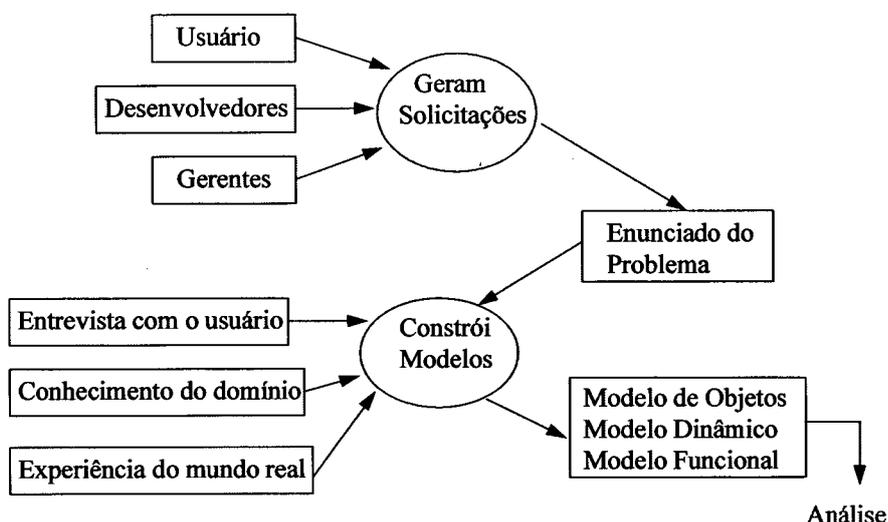 Usuário
Desenvolvedores
Gerentes
Geram
Solicitações
Enunciado do
Problema
Entrevista com o usuário
Conhecimento do domínio
Experiência do mundo real
Constrói
Modelos
Modelo de Objetos
Modelo Dinâmico
Modelo Funcional
Análise